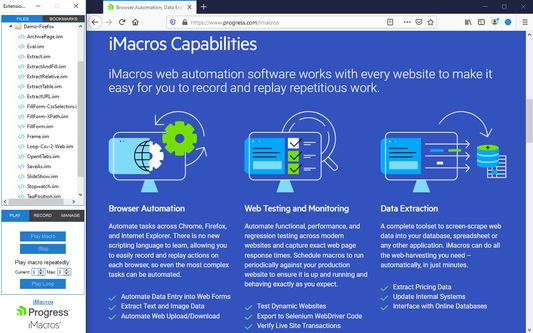 Extension...
FILES
BOOKMARKS
Demo-Firefox
ArchivePage.iim
Eval.iim
Extract.iim
ExtractAndFill.iim
ExtractRelative.iim
ExtractTable.iim
ExtractURL.iim
FillForm-CssSelectors.i
FillForm-XPath.iim
FillForm.iim
Frame.iim
Loop-Csv-2-Web.iim
OpentTabs.iim
SaveAs.iim
SlideShow.iim
Stopwatch.iim
TagPosition.iim
PLAY
RECORD
MANAGE
Play Macro
Stop
Play macro repeatedly:
Current: Max:
Play Loop
iMacros
Progress
iMacros
Browser Automation, Data Ex
https://www.progress.com/imacros
iMacros Capabilities
iMacros web automation software works with every website to make it
easy for you to record and replay repetitious work.
Browser Automation
Automate tasks across Chrome, Firefox,
and Internet Explorer. There is no new
scripting language to learn, allowing you
to easily record and replay actions on
each browser, so even the most complex
tasks can be automated.
Automate Data Entry into Web Forms
Extract Text and Image Data
Automate Web Upload/Download
Web Testing and Monitoring
Automate functional, performance, and
regression testing across modern
websites and capture exact web page
response times. Schedule macros to run
periodically against your production
website to ensure it is up and running and
behaving exactly as you expect.
Test Dynamic Websites
Export to Selenium WebDriver Code
Verify Live Site Transactions
Data Extraction
A complete toolset to screen-scrape web
data into your database, spreadsheet or
any other application. iMacros can do all
the web-harvesting you need –
automatically, in just minutes.
Extract Pricing Data
Update Internal Systems
Interface with Online Databases